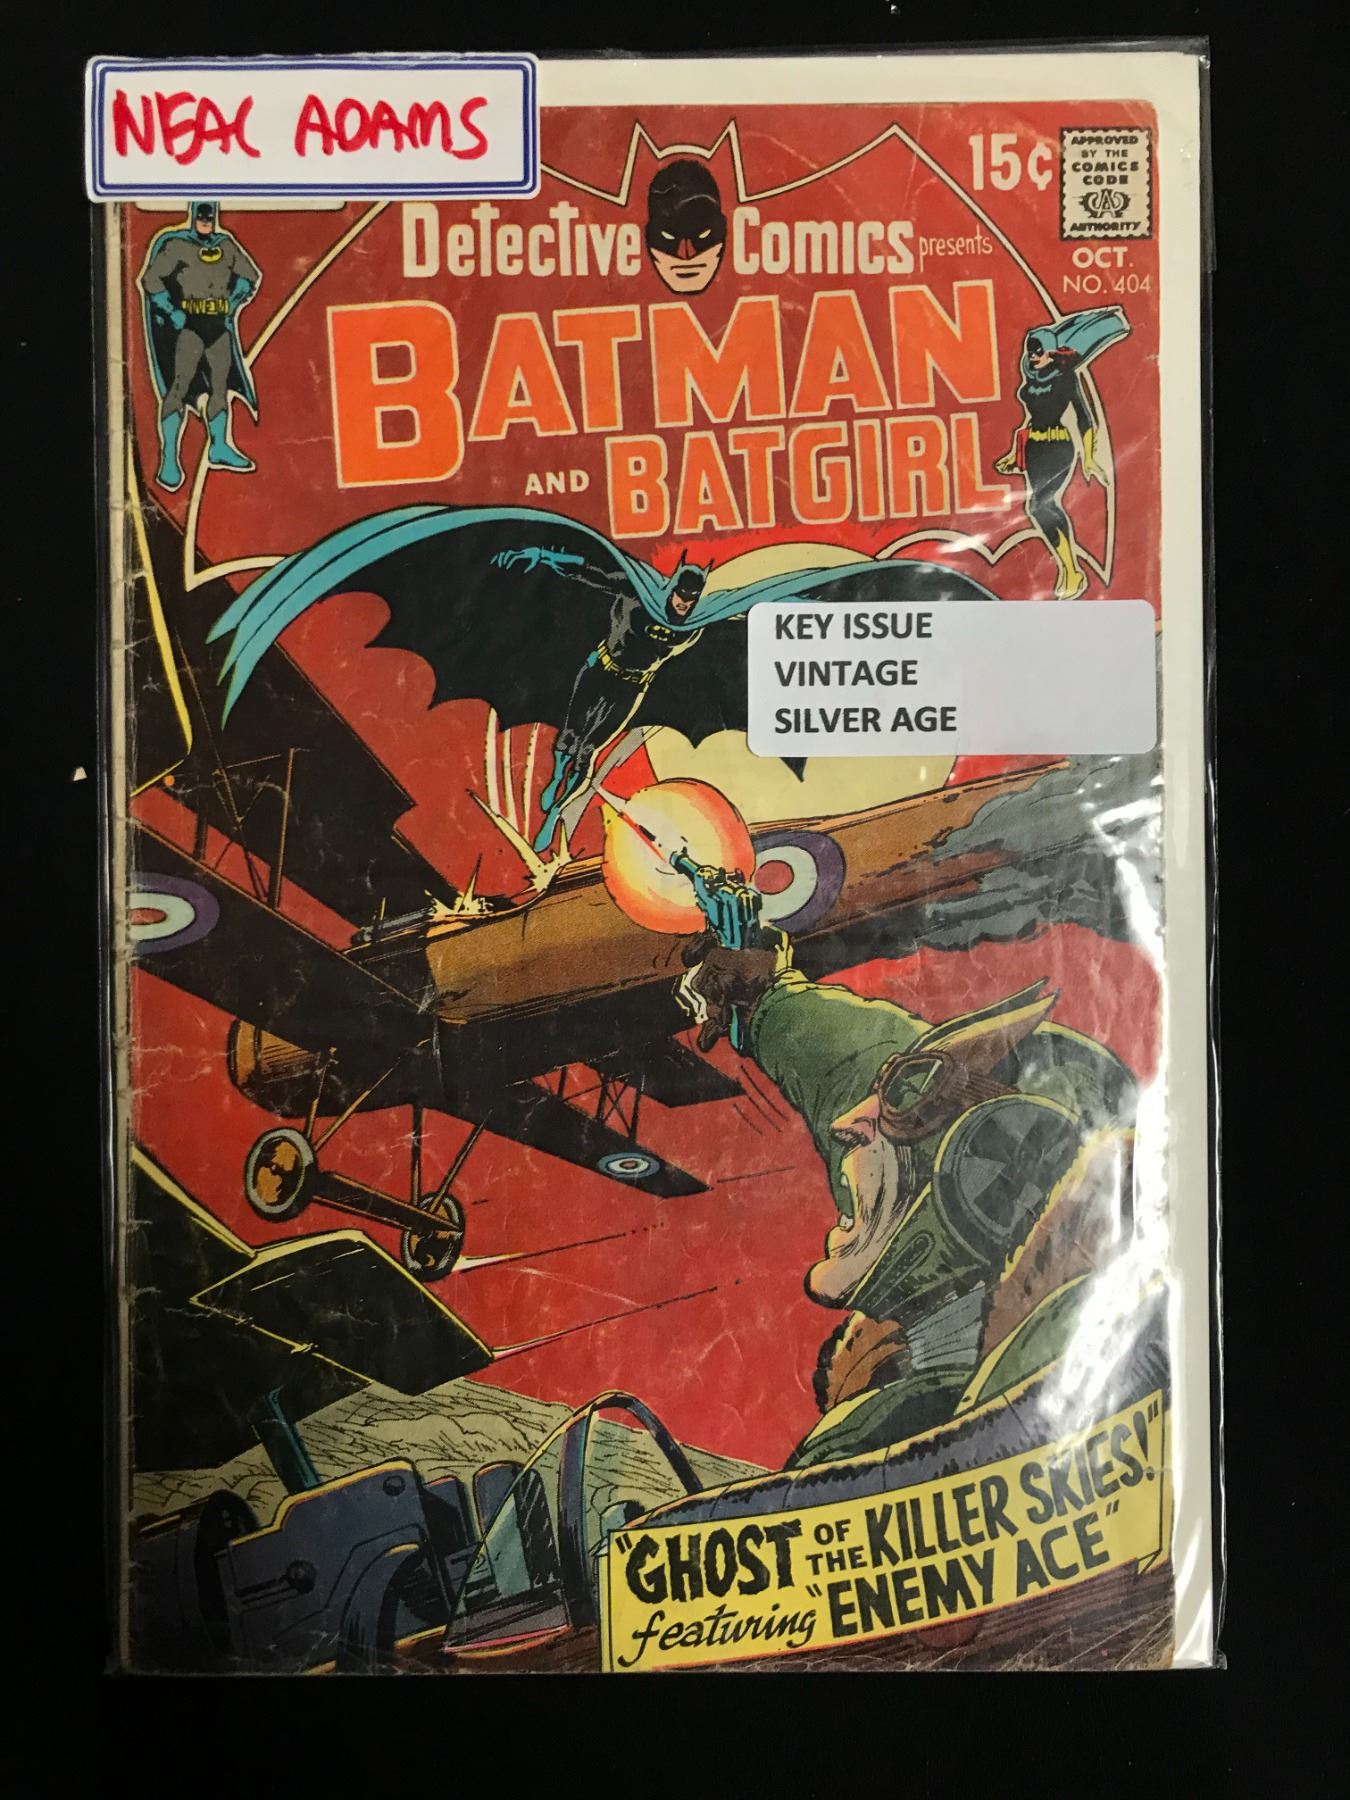 NEAL ADAMS
15¢
APPROVED
BY THE
COMICS
CODE
CA
AUTHORITY
Detective Comics presents
OCT.
NO. 404
BATMAN
AND BATGIRL
KEY ISSUE
VINTAGE
SILVER AGE
"GHOST OF THE KILLER SKIES!"
featuring "ENEMY ACE"